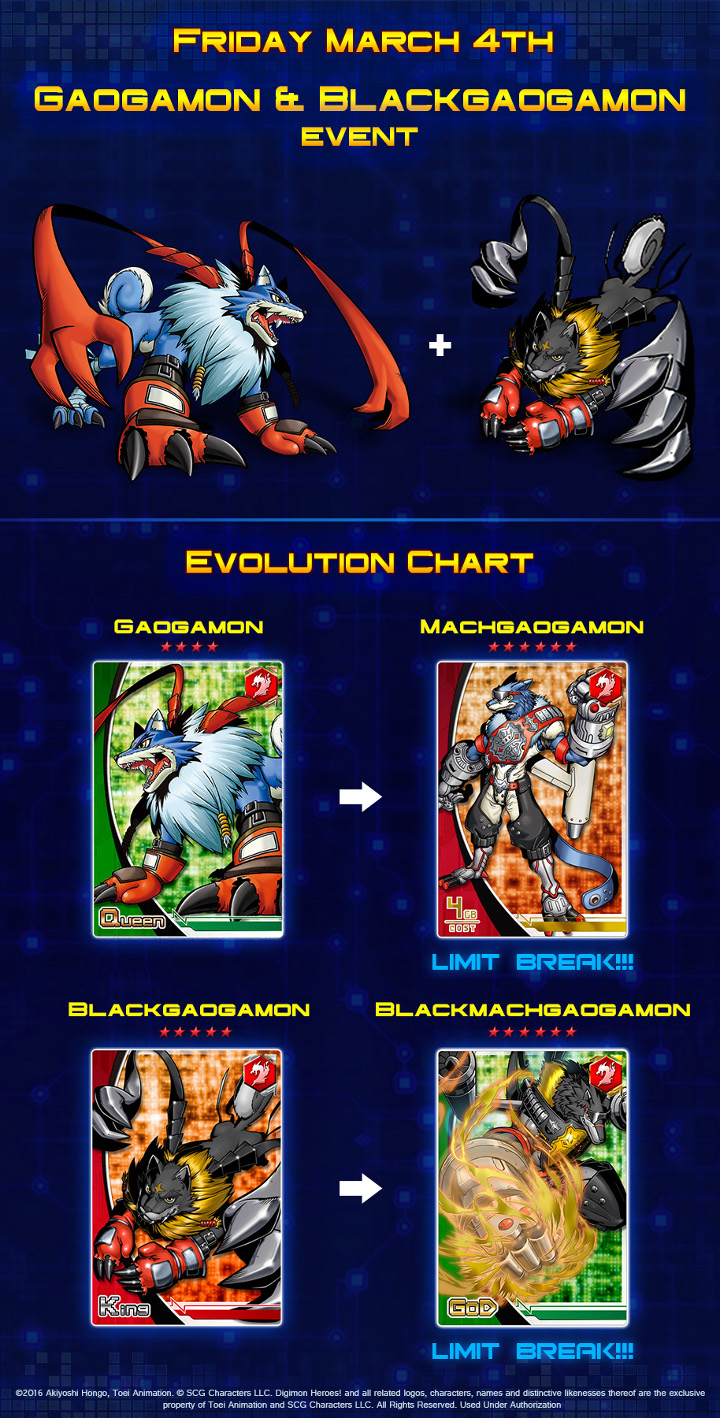 FRIDAY MARCH 4TH
GAOGAMON & BLACKGAOGAMON
EVENT
+
EVOLUTION CHART
GAOGAMON
MACHGAOGAMON
Queen
4GB
COST
LIMIT BREAK!!!
BLACKGAOGAMON
BLACKMACHGAOGAMON
King
GoD
LIMIT BREAK!!!
©2016 Akiyoshi Hongo, Toei Animation. © SCG Characters LLC. Digimon Heroes! and all related logos, characters, names and distinctive likenesses thereof are the exclusive
property of Toei Animation and SCG Characters LLC. All Rights Reserved. Used Under Authorization